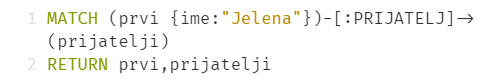 1 MATCH (prvi {ime:"Jelena"})-[:PRIJATELJ]->
(prijatelji)
2 RETURN prvi,prijatelji